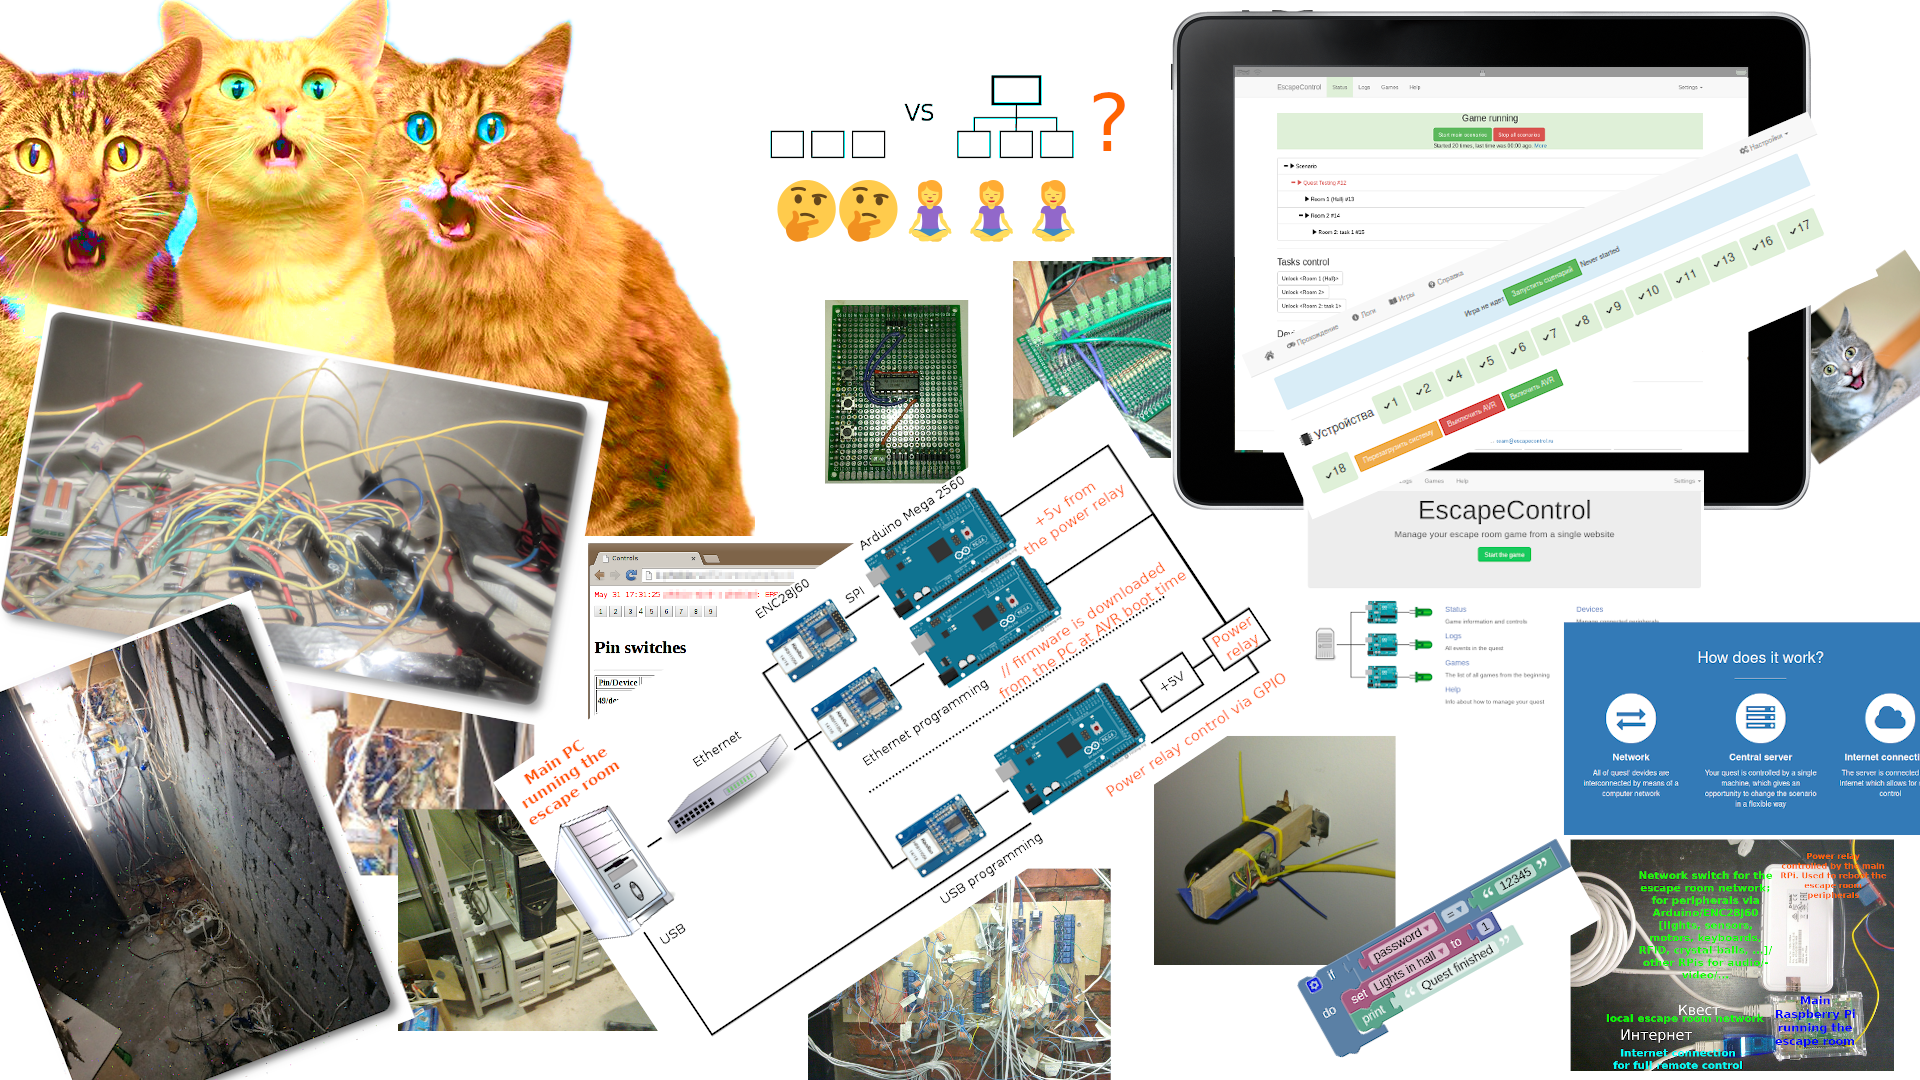 VS
?
EscapeControl Status Logs Games Help Settings
Game running
Start main scenarios Stop all scenarios
Started 20 times, last time was 00:00 ago. More
Scenario
Quest Testing #12
Room 1 (Hall) #13
Room 2 #14
Room 2: task 1 #15
Tasks control
Unlock <Room 1 (Hall)>
Unlock <Room 2>
Unlock <Room 2: task 1>
Прохождение Логи Игры Справка Настройки
Игра не идет Запустить сценарий Never started
Устройства 1 2 4 5 6 7 8 9 10 11 13 16 17
18 Перезагрузить систему Выключить AVR Включить AVR
team@escapecontrol.ru
Logs Games Help Settings
EscapeControl
Manage your escape room game from a single website
Start the game
Status
Game information and controls
Logs
All events in the quest
Games
The list of all games from the beginning
Help
Info about how to manage your quest
Devices
How does it work?
Network
All of quest' devides are
interconnected by means of a
computer network
Central server
Your quest is controlled by a single
machine, which gives an
opportunity to change the scenario
in a flexible way
Internet connecti
The server is connected
Internet which allows for
control
Controls
May 31 17:31:25
1 2 3 4 5 6 7 8 9
Pin switches
Pin/Device
Arduino Mega 2560
ENC28J60
SPI
+5v from
the power relay
// firmware is downloaded
from the PC at AVR boot time
Ethernet programming
Power
relay
+5V
Power relay control via GPIO
Main PC
running the
escape room
Ethernet
USB
USB programming
if password = “ 12345 ”
do set Lights in hall to 1
print “ Quest finished ”
Power relay
controlled by the main
RPi. Used to reboot the
escape room
peripherals
Network switch for the
escape room network:
for peripherals via
Arduino/ENC28J60
[lights, sensors,
motors, keywords,
RFID, crystal balls, ...]/
other RPis for audio/
video/...
Квест
local escape room network
Интернет
Internet connection
for full remote control
Main
Raspberry Pi
running the
escape room